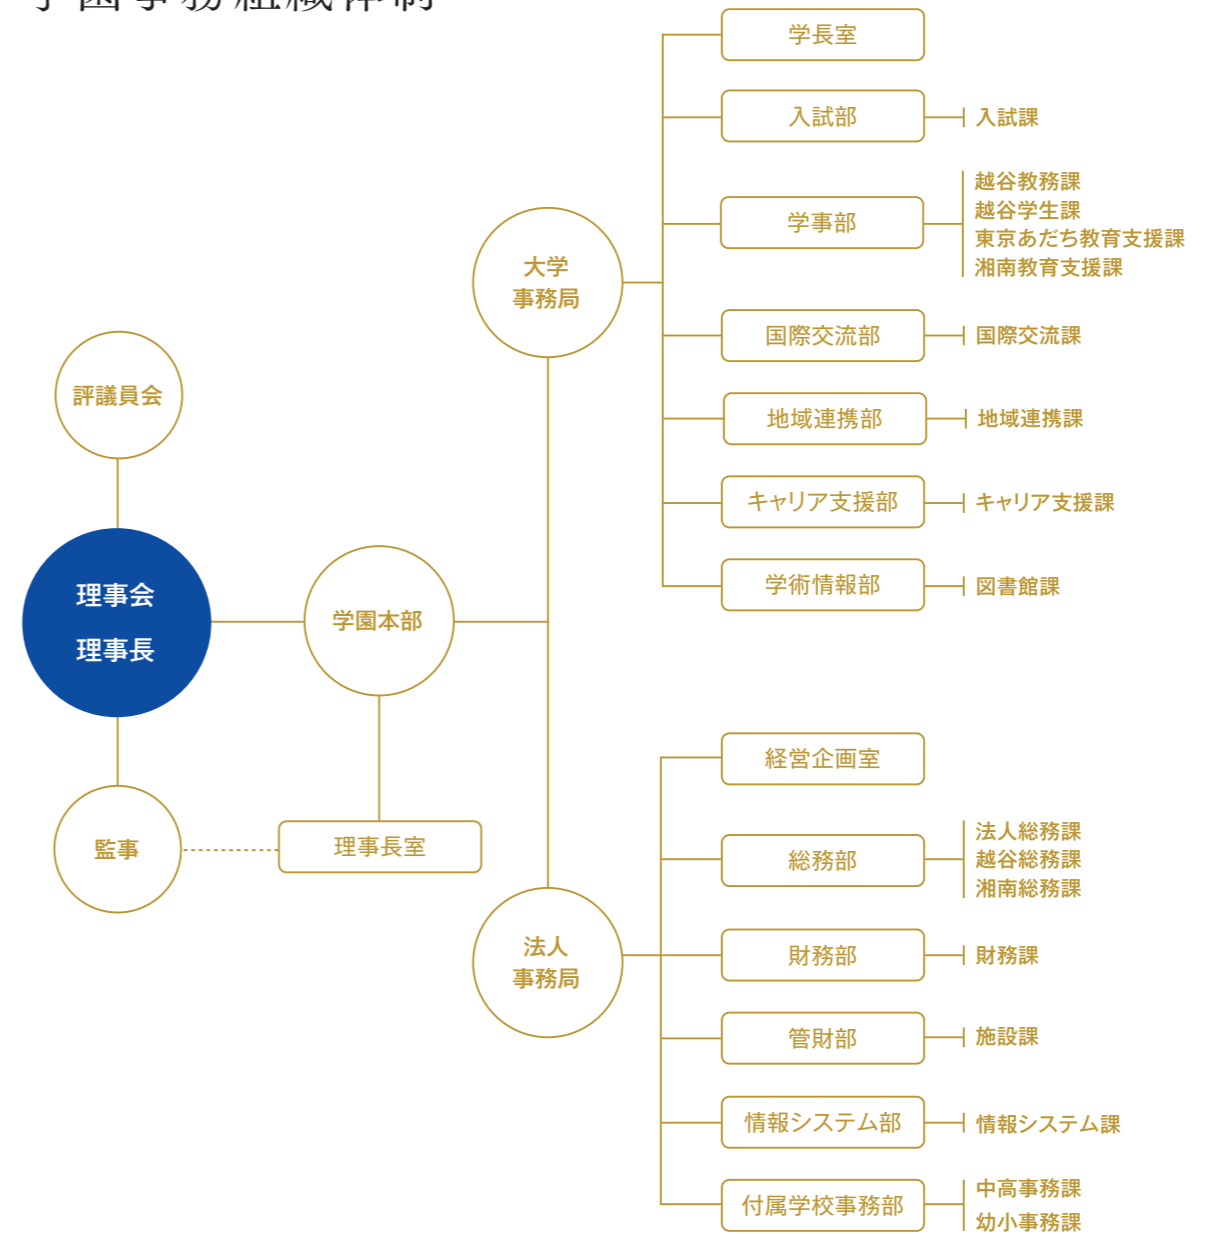 学園事務組織体制
評議員会
理事会
理事長
監事
学園本部
理事長室
大学
事務局
学長室
入試部
入試課
学事部
越谷教務課
越谷学生課
東京あだち教育支援課
湘南教育支援課
国際交流部
国際交流課
地域連携部
地域連携課
キャリア支援部
キャリア支援課
学術情報部
図書館課
法人
事務局
経営企画室
総務部
法人総務課
越谷総務課
湘南総務課
財務部
財務課
管財部
施設課
情報システム部
情報システム課
付属学校事務部
中高事務課
幼小事務課